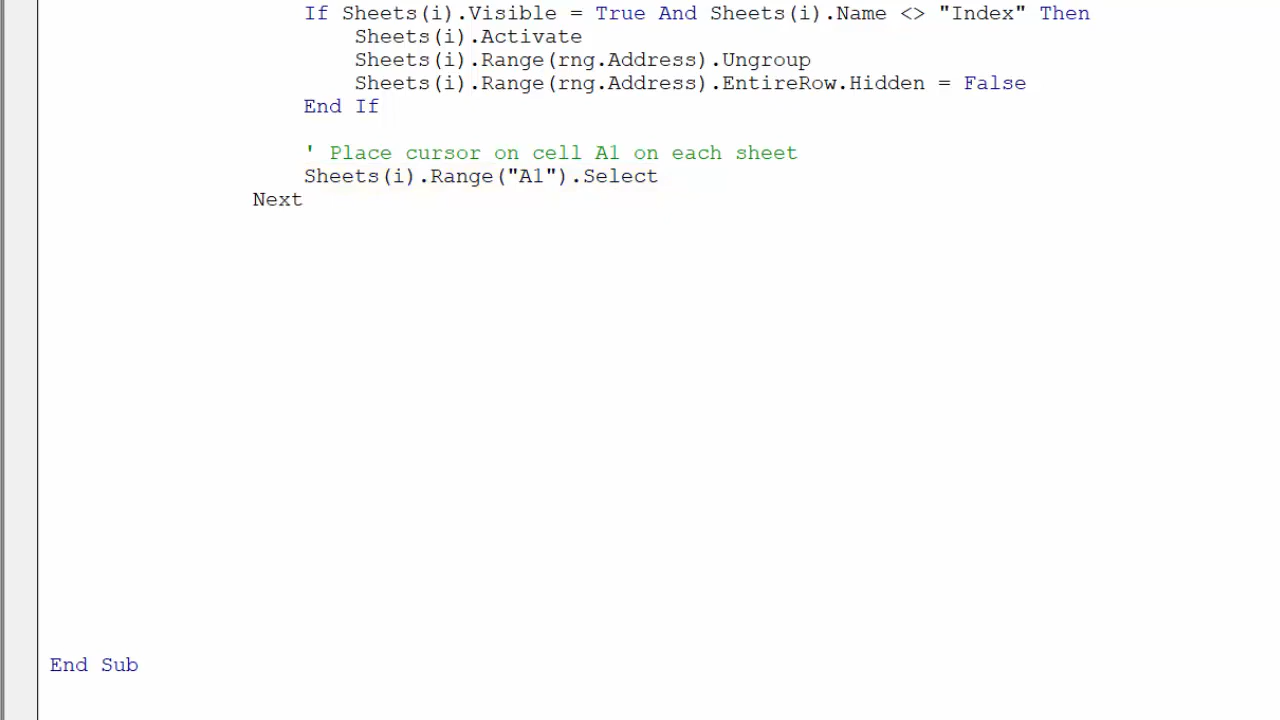 If Sheets(i).Visible = True And Sheets(i).Name <> "Index" Then
Sheets(i).Activate
Sheets(i).Range(rng.Address).Ungroup
Sheets(i).Range(rng.Address).EntireRow.Hidden = False
End If
' Place cursor on cell A1 on each sheet
Sheets(i).Range("A1").Select
Next
End Sub